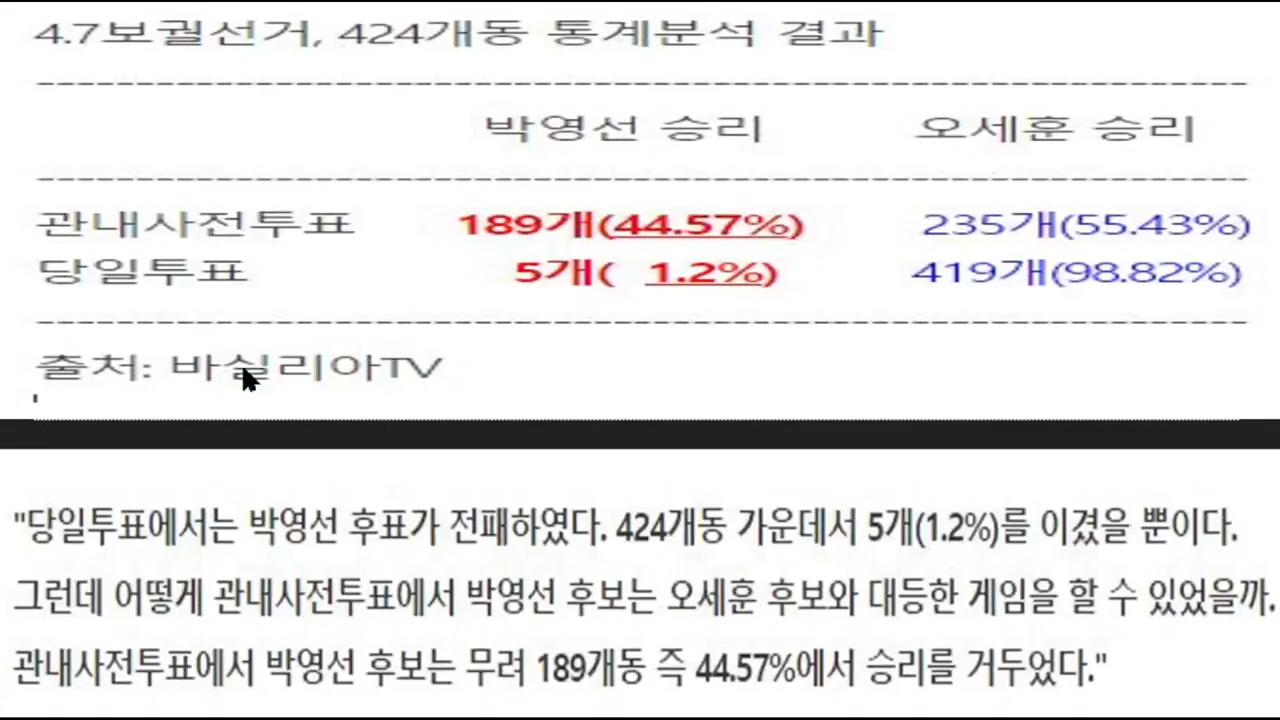 4.7보궐선거, 424개동 통계분석 결과
박영선 승리 오세훈 승리
관내사전투표 189개(44.57%) 235개(55.43%)
당일투표 5개( 1.2%) 419개(98.82%)
출처: 바실리아TV
"당일투표에서는 박영선 후표가 전패하였다. 424개동 가운데서 5개(1.2%)를 이겼을 뿐이다.
그런데 어떻게 관내사전투표에서 박영선 후보는 오세훈 후보와 대등한 게임을 할 수 있었을까.
관내사전투표에서 박영선 후보는 무려 189개동 즉 44.57%에서 승리를 거두었다."